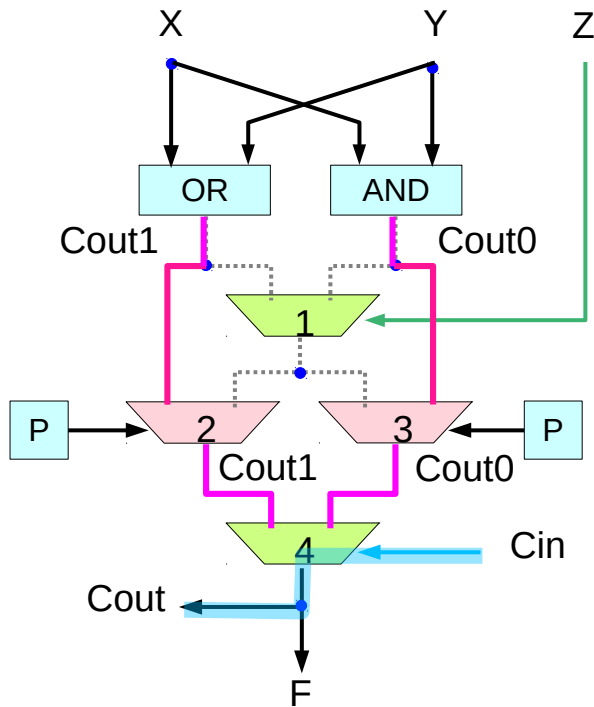 X Y Z
OR AND
Cout1 Cout0
1
P 2 3 P
Cout1 Cout0
4 Cin
Cout
F